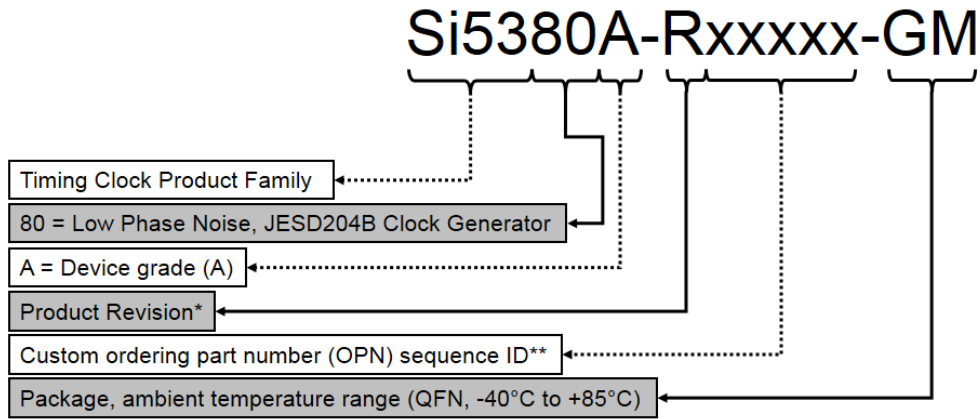 Si5380A-Rxxxxx-GM
Timing Clock Product Family
80 = Low Phase Noise, JESD204B Clock Generator
A = Device grade (A)
Product Revision*
Custom ordering part number (OPN) sequence ID**
Package, ambient temperature range (QFN, -40°C to +85°C)